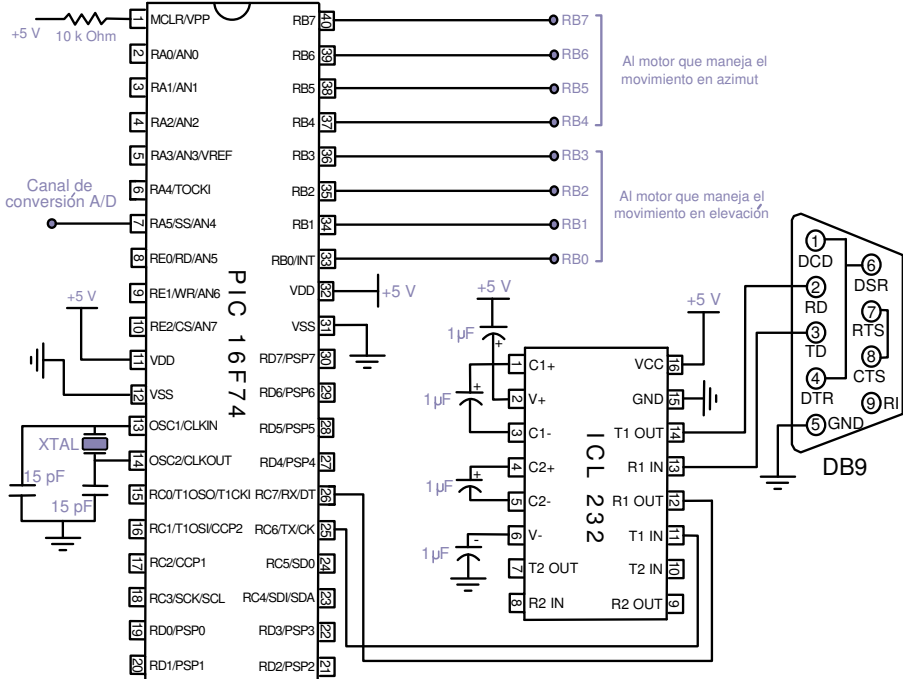 +5 V
10 k Ohm
1 MCLR/VPP
2 RA0/AN0
3 RA1/AN1
4 RA2/AN2
5 RA3/AN3/VREF
6 RA4/TOCKI
7 RA5/SS/AN4
8 RE0/RD/AN5
9 RE1/WR/AN6
10 RE2/CS/AN7
11 VDD
12 VSS
13 OSC1/CLKIN
14 OSC2/CLKOUT
15 RC0/T1OSO/T1CKI
16 RC1/T1OSI/CCP2
17 RC2/CCP1
18 RC3/SCK/SCL
19 RD0/PSP0
20 RD1/PSP1
Canal de
conversión A/D
+5 V
XTAL
15 pF
15 pF
PIC 16F74
RB7 40
RB6 39
RB5 38
RB4 37
RB3 36
RB2 35
RB1 34
RB0/INT 33
VDD 32
VSS 31
RD7/PSP7 30
RD6/PSP6 29
RD5/PSP5 28
RD4/PSP4 27
RC7/RX/DT 26
RC6/TX/CK 25
RC5/SD0 24
RC4/SDI/SDA 23
RD3/PSP3 22
RD2/PSP2 21
+5 V
RB7
RB6
RB5
RB4
Al motor que maneja el
movimiento en azimut
RB3
RB2
RB1
RB0
Al motor que maneja el
movimiento en elevación
+5 V
1µF
+
1µF
+
1µF
+
1µF
-
1 C1+
2 V+
3 C1-
4 C2+
5 C2-
6 V-
7 T2 OUT
8 R2 IN
ICL 232
VCC 16
GND 15
T1 OUT 14
R1 IN 13
R1 OUT 12
T1 IN 11
T2 IN 10
R2 OUT 9
+5 V
1
DCD
2
RD
3
TD
4
DTR
5 GND
6
DSR
7
RTS
8
CTS
9 RI
DB9